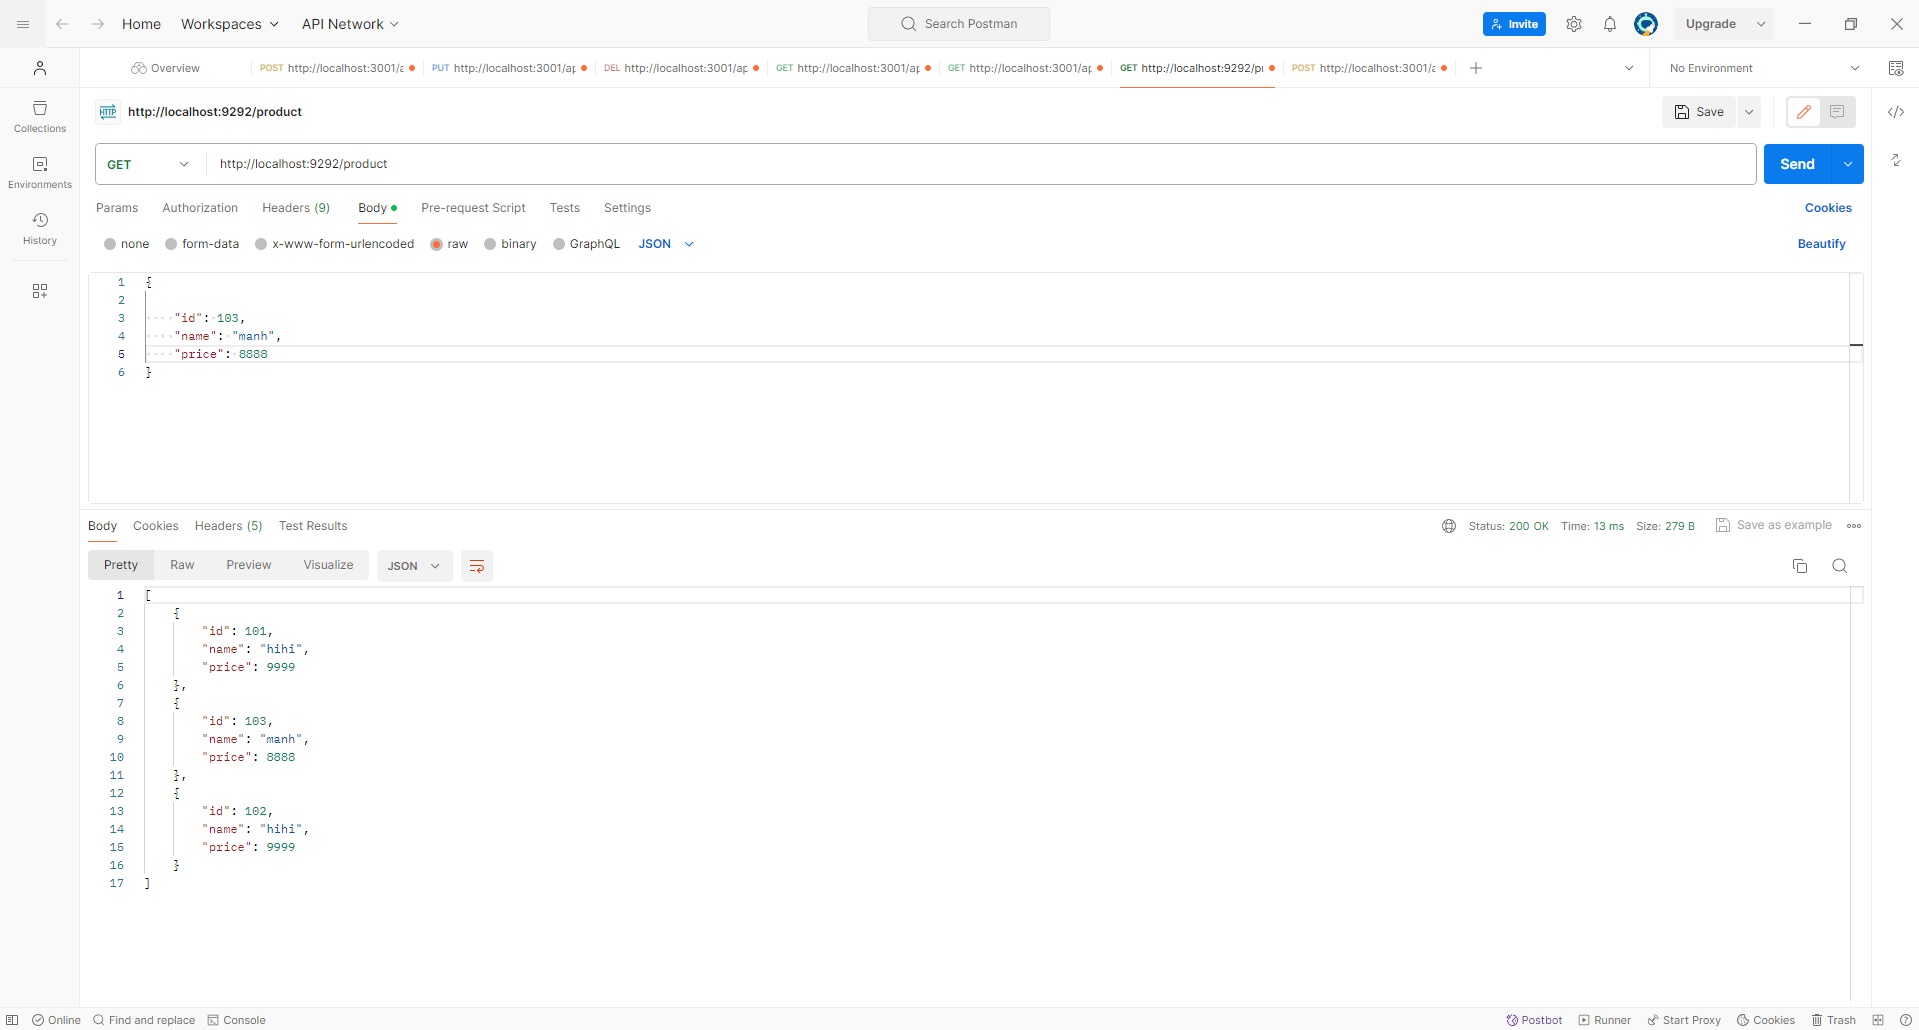 Home Workspaces API Network Search Postman Invite Upgrade
Overview POST http://localhost:3001/a PUT http://localhost:3001/ap DEL http://localhost:3001/ap GET http://localhost:3001/ap GET http://localhost:3001/ap GET http://localhost:9292/pr POST http://localhost:3001/a No Environment
HTTP http://localhost:9292/product Save
Collections
GET http://localhost:9292/product Send
Environments
Params Authorization Headers (9) Body Pre-request Script Tests Settings Cookies
History
none form-data x-www-form-urlencoded raw binary GraphQL JSON Beautify
1 {
2
3 "id": 103,
4 "name": "manh",
5 "price": 8888
6 }
Body Cookies Headers (5) Test Results Status: 200 OK Time: 13 ms Size: 279 B Save as example
Pretty Raw Preview Visualize JSON
1 [
2 {
3 "id": 101,
4 "name": "hihi",
5 "price": 9999
6 },
7 {
8 "id": 103,
9 "name": "manh",
10 "price": 8888
11 },
12 {
13 "id": 102,
14 "name": "hihi",
15 "price": 9999
16 }
17 ]
Online Find and replace Console Postbot Runner Start Proxy Cookies Trash